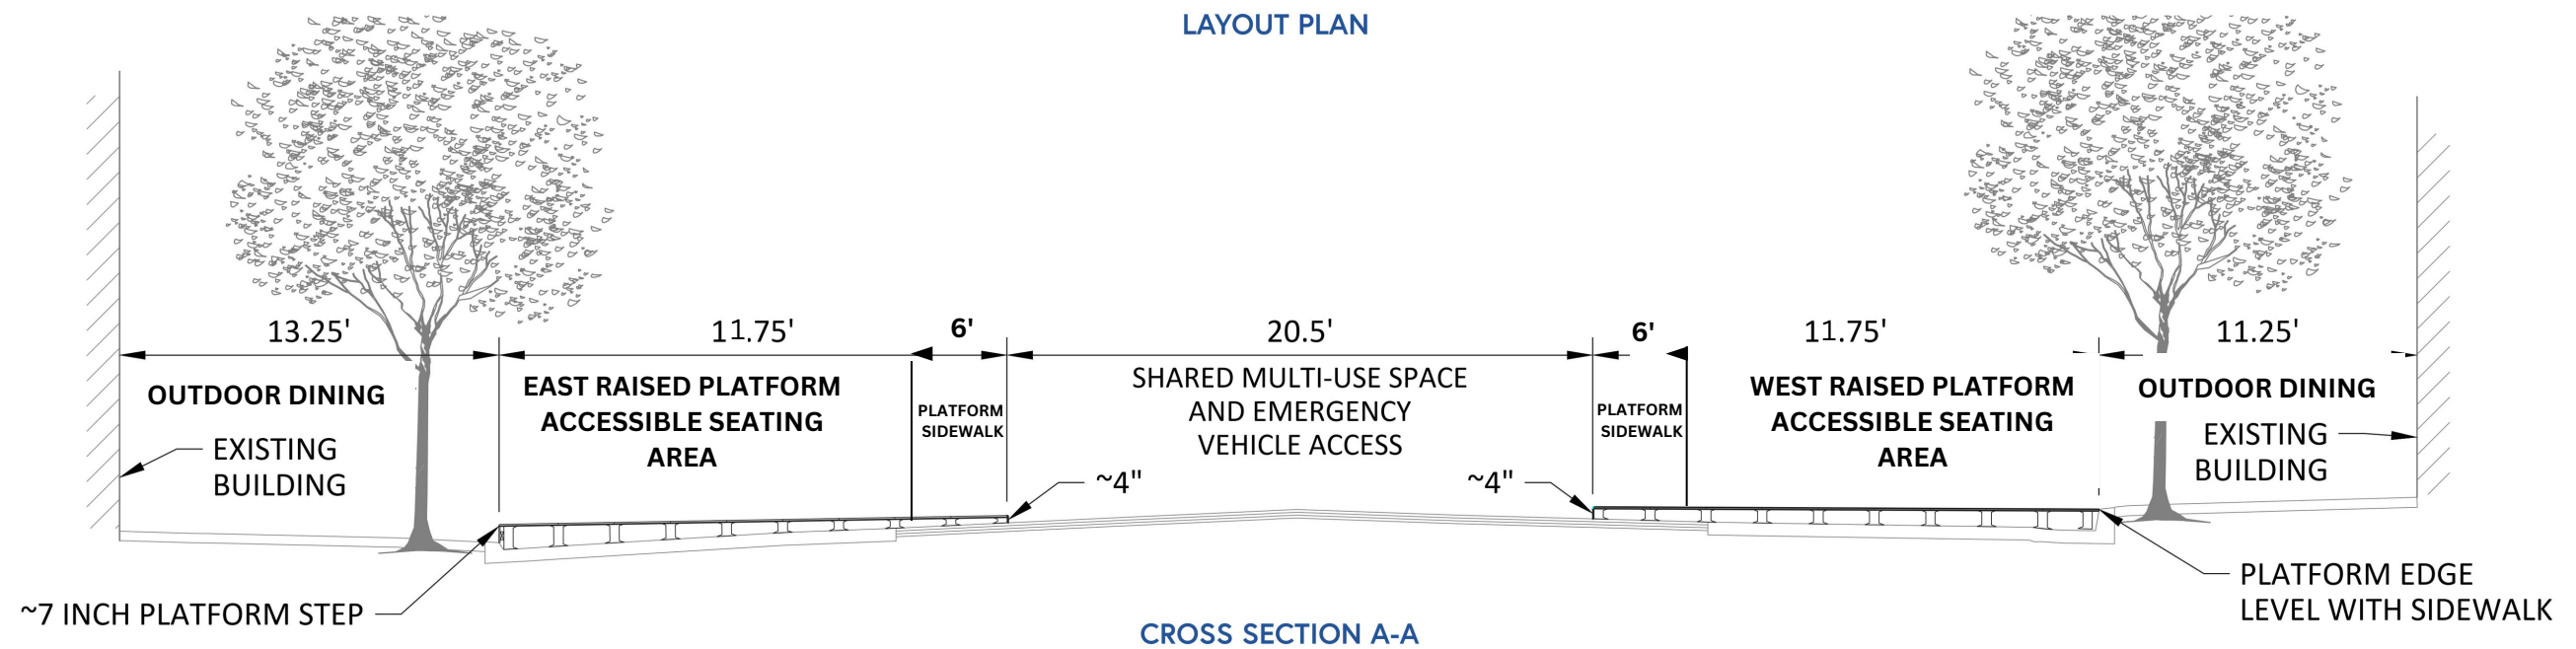 LAYOUT PLAN
13.25'
11.75'
6'
20.5'
6'
11.75'
11.25'
OUTDOOR DINING
EXISTING
BUILDING
EAST RAISED PLATFORM
ACCESSIBLE SEATING
AREA
PLATFORM
SIDEWALK
SHARED MULTI-USE SPACE
AND EMERGENCY
VEHICLE ACCESS
PLATFORM
SIDEWALK
WEST RAISED PLATFORM
ACCESSIBLE SEATING
AREA
OUTDOOR DINING
EXISTING
BUILDING
~4"
~4"
~7 INCH PLATFORM STEP
PLATFORM EDGE
LEVEL WITH SIDEWALK
CROSS SECTION A-A